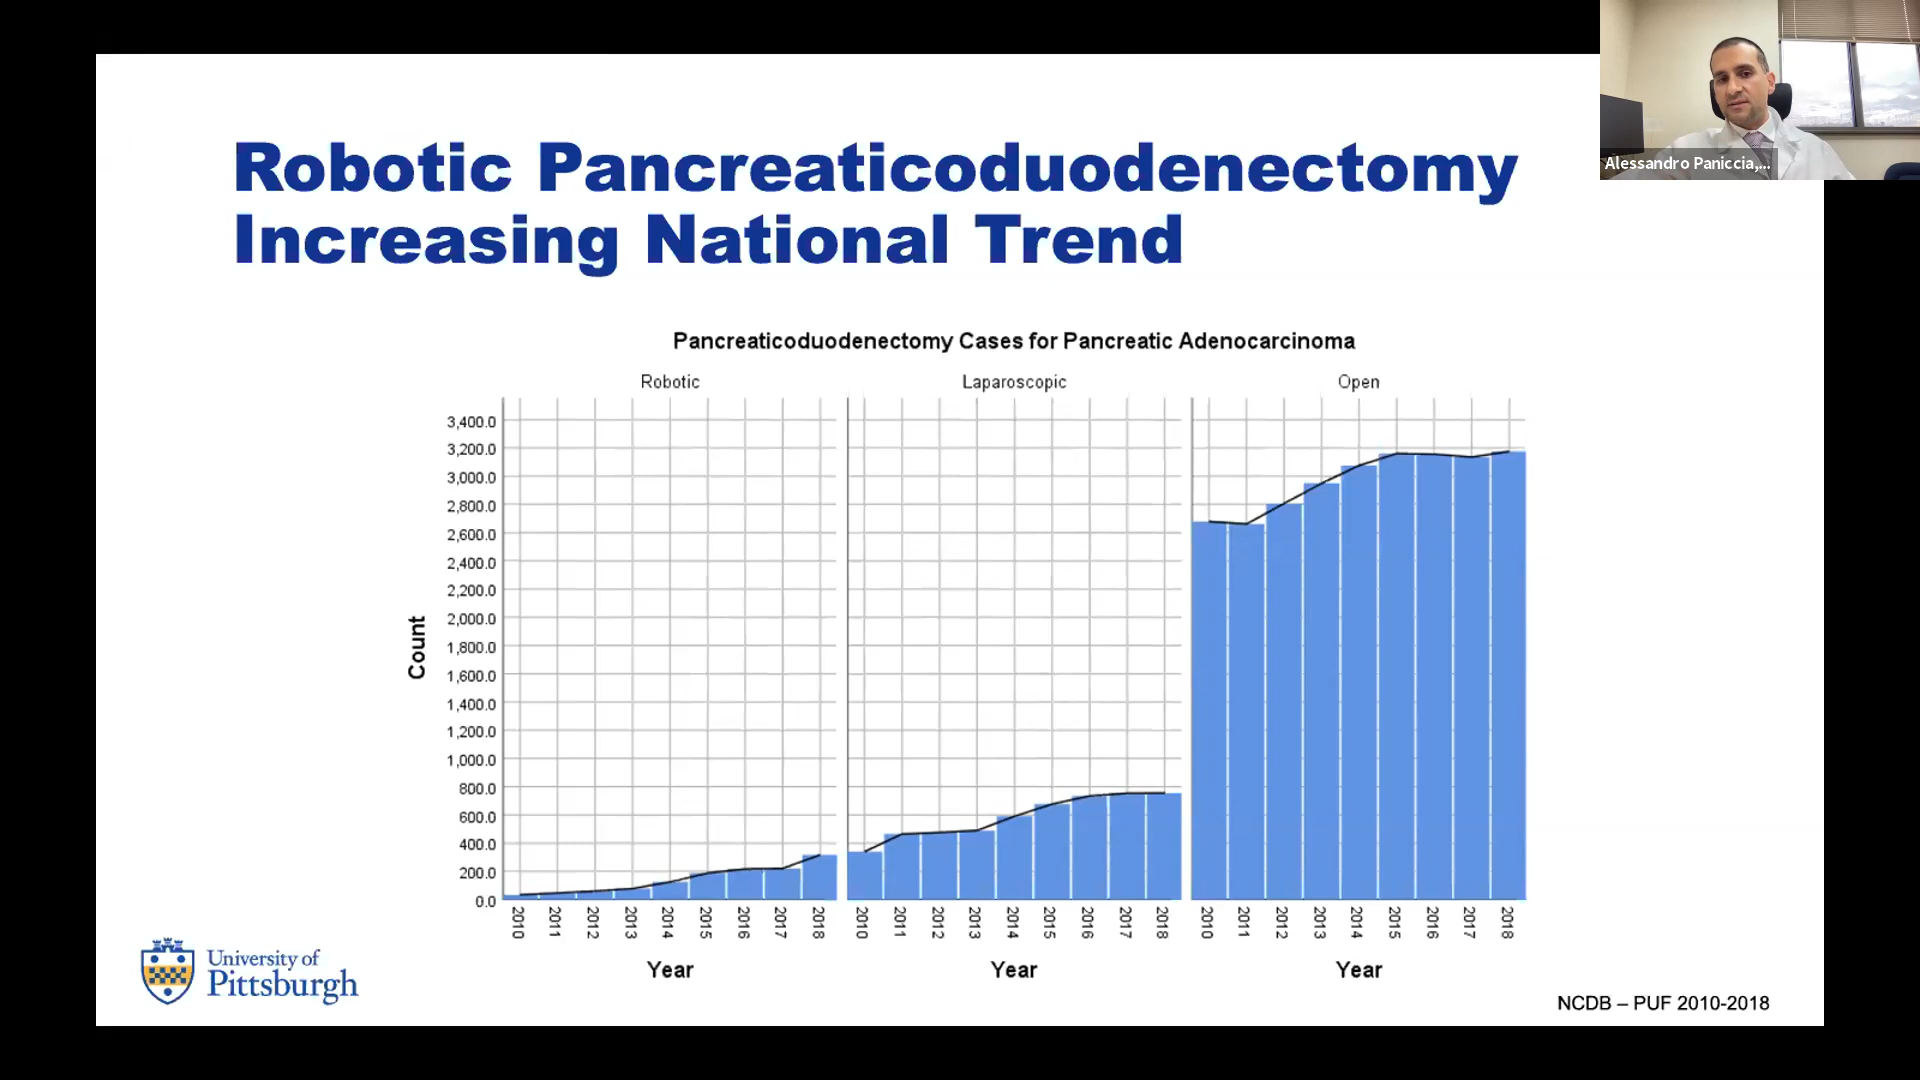 Alessandro Paniccia,...
Robotic Pancreaticoduodenectomy
Increasing National Trend
Pancreaticoduodenectomy Cases for Pancreatic Adenocarcinoma
Robotic
Laparoscopic
Open
Count
3,400.0
3,200.0
3,000.0
2,800.0
2,600.0
2,400.0
2,200.0
2,000.0
1,800.0
1,600.0
1,400.0
1,200.0
1,000.0
800.0
600.0
400.0
200.0
0.0
2010 2011 2012 2013 2014 2015 2016 2017 2018
2010 2011 2012 2013 2014 2015 2016 2017 2018
2010 2011 2012 2013 2014 2015 2016 2017 2018
Year
Year
Year
University of
Pittsburgh
NCDB – PUF 2010-2018